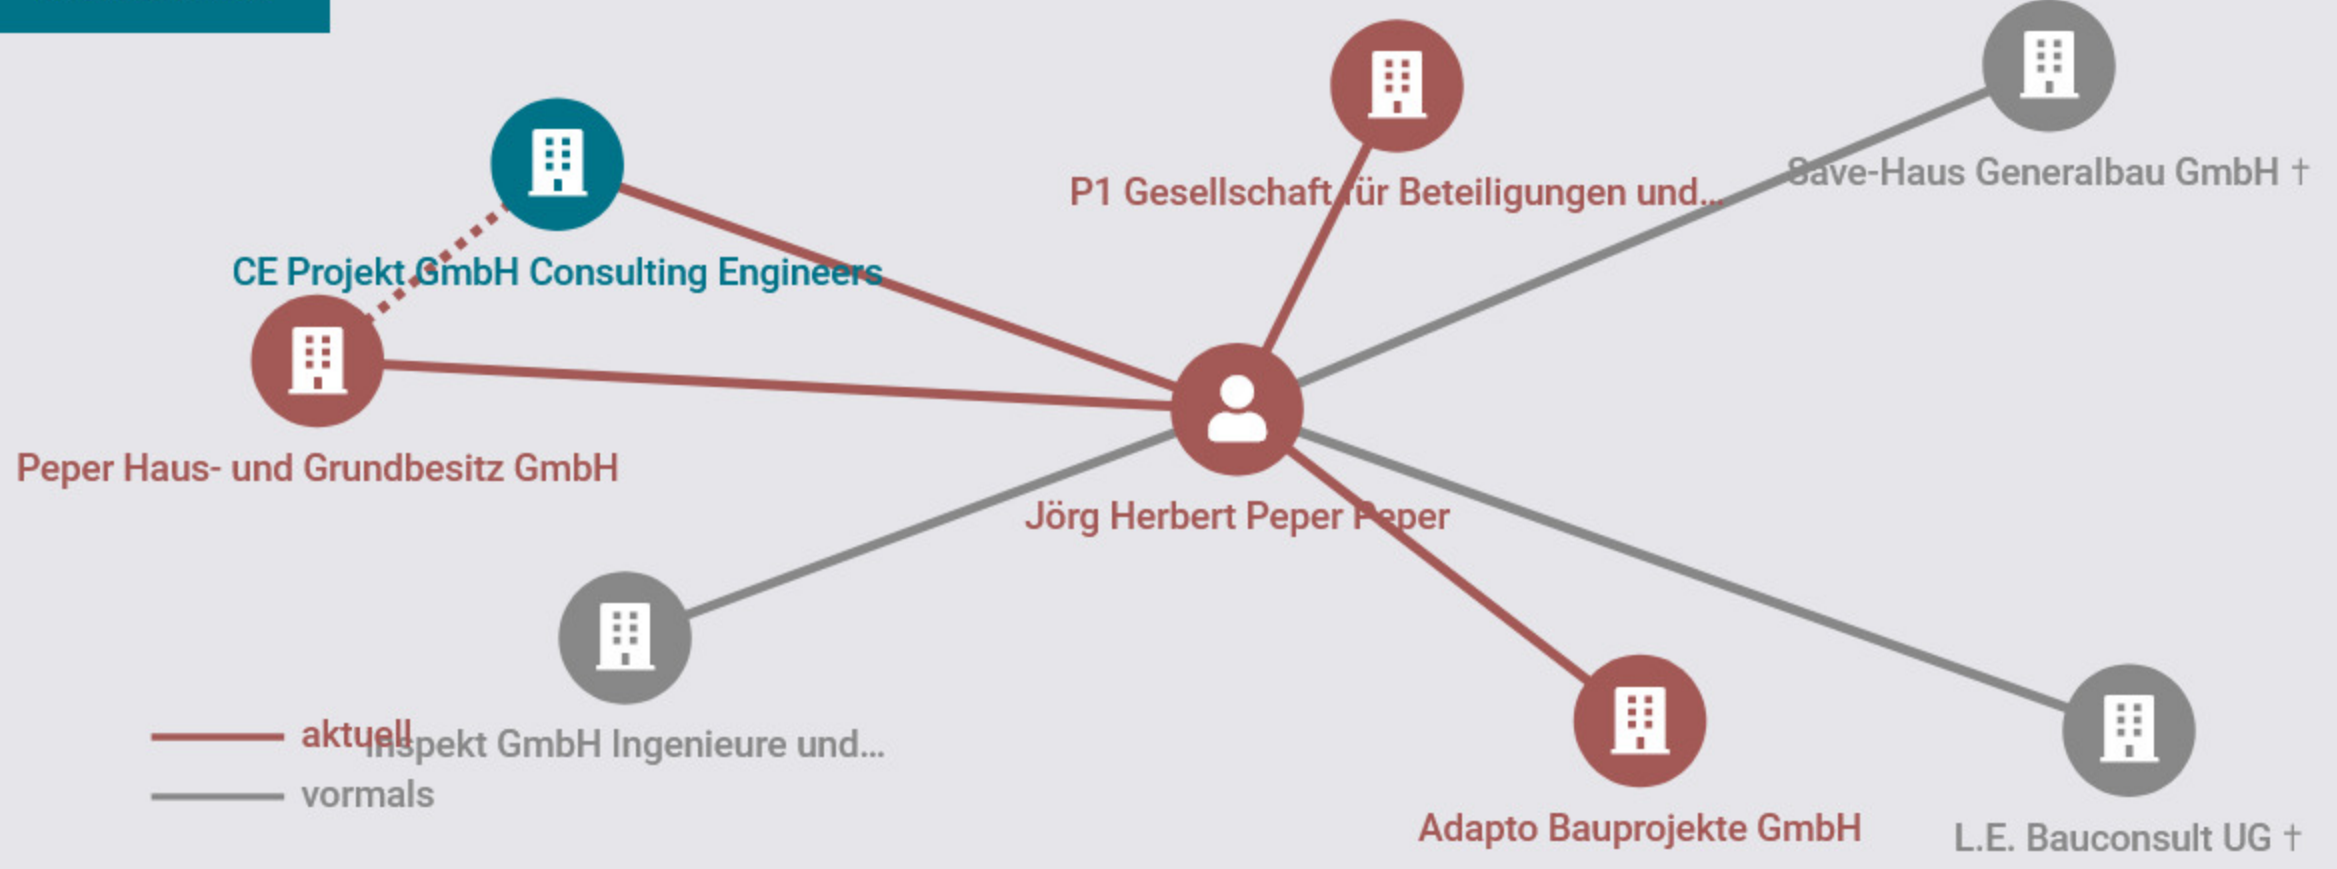 Save-Haus Generalbau GmbH †
P1 Gesellschaft für Beteiligungen und...
CE Projekt GmbH Consulting Engineers
Peper Haus- und Grundbesitz GmbH
Jörg Herbert Peper Peper
aktuell
Inspekt GmbH Ingenieure und...
vormals
Adapto Bauprojekte GmbH
L.E. Bauconsult UG †